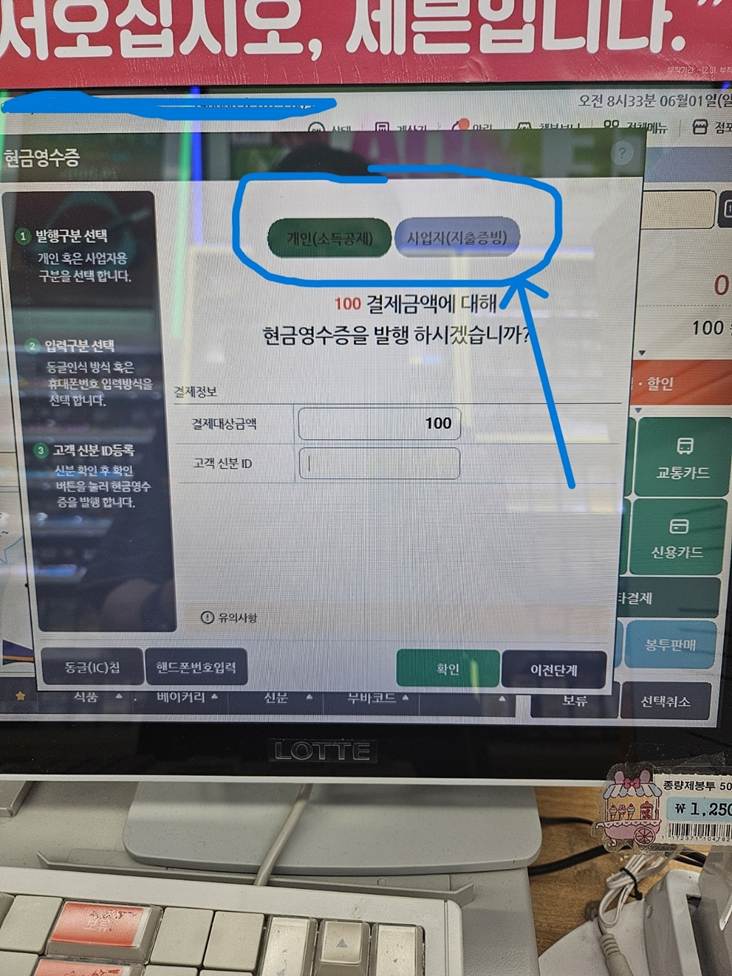 서오십시오, 세븐입니다.”
오전 8시33분 06월01일(일
전체메뉴
현금영수증
?
1 발행구분 선택
개인 혹은 사업자용
구분을 선택 합니다.
2 입력구분 선택
동글인식 방식 혹은
휴대폰번호 입력방식을
선택 합니다.
3 고객 신분 ID등록
신분 확인 후 확인
버튼을 눌러 현금영수
증을 발행 합니다.
개인(소득공제)
사업자(지출증빙)
100 결제금액에 대해
현금영수증을 발행 하시겠습니까?
결제정보
결제대상금액
100
고객 신분 ID
유의사항
동글(IC)칩
핸드폰번호입력
확인
이전단계
0
100
·할인
교통카드
신용카드
타결제
봉투판매
식품
베이커리
신문
무바코드
보류
선택취소
LOTTE
종량제봉투 50
₩1,250
보류